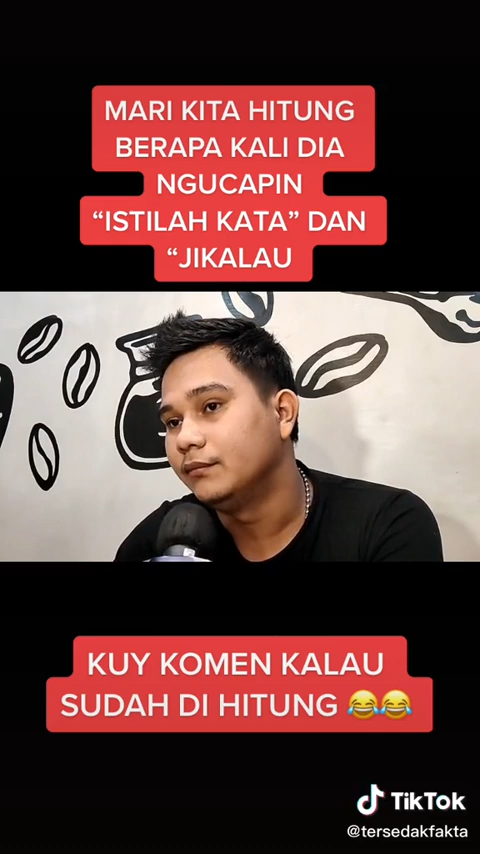 MARI KITA HITUNG
BERAPA KALI DIA
NGUCAPIN
“ISTILAH KATA” DAN
“JIKALAU
KUY KOMEN KALAU
SUDAH DI HITUNG 😂😂
TikTok
@tersedakfakta